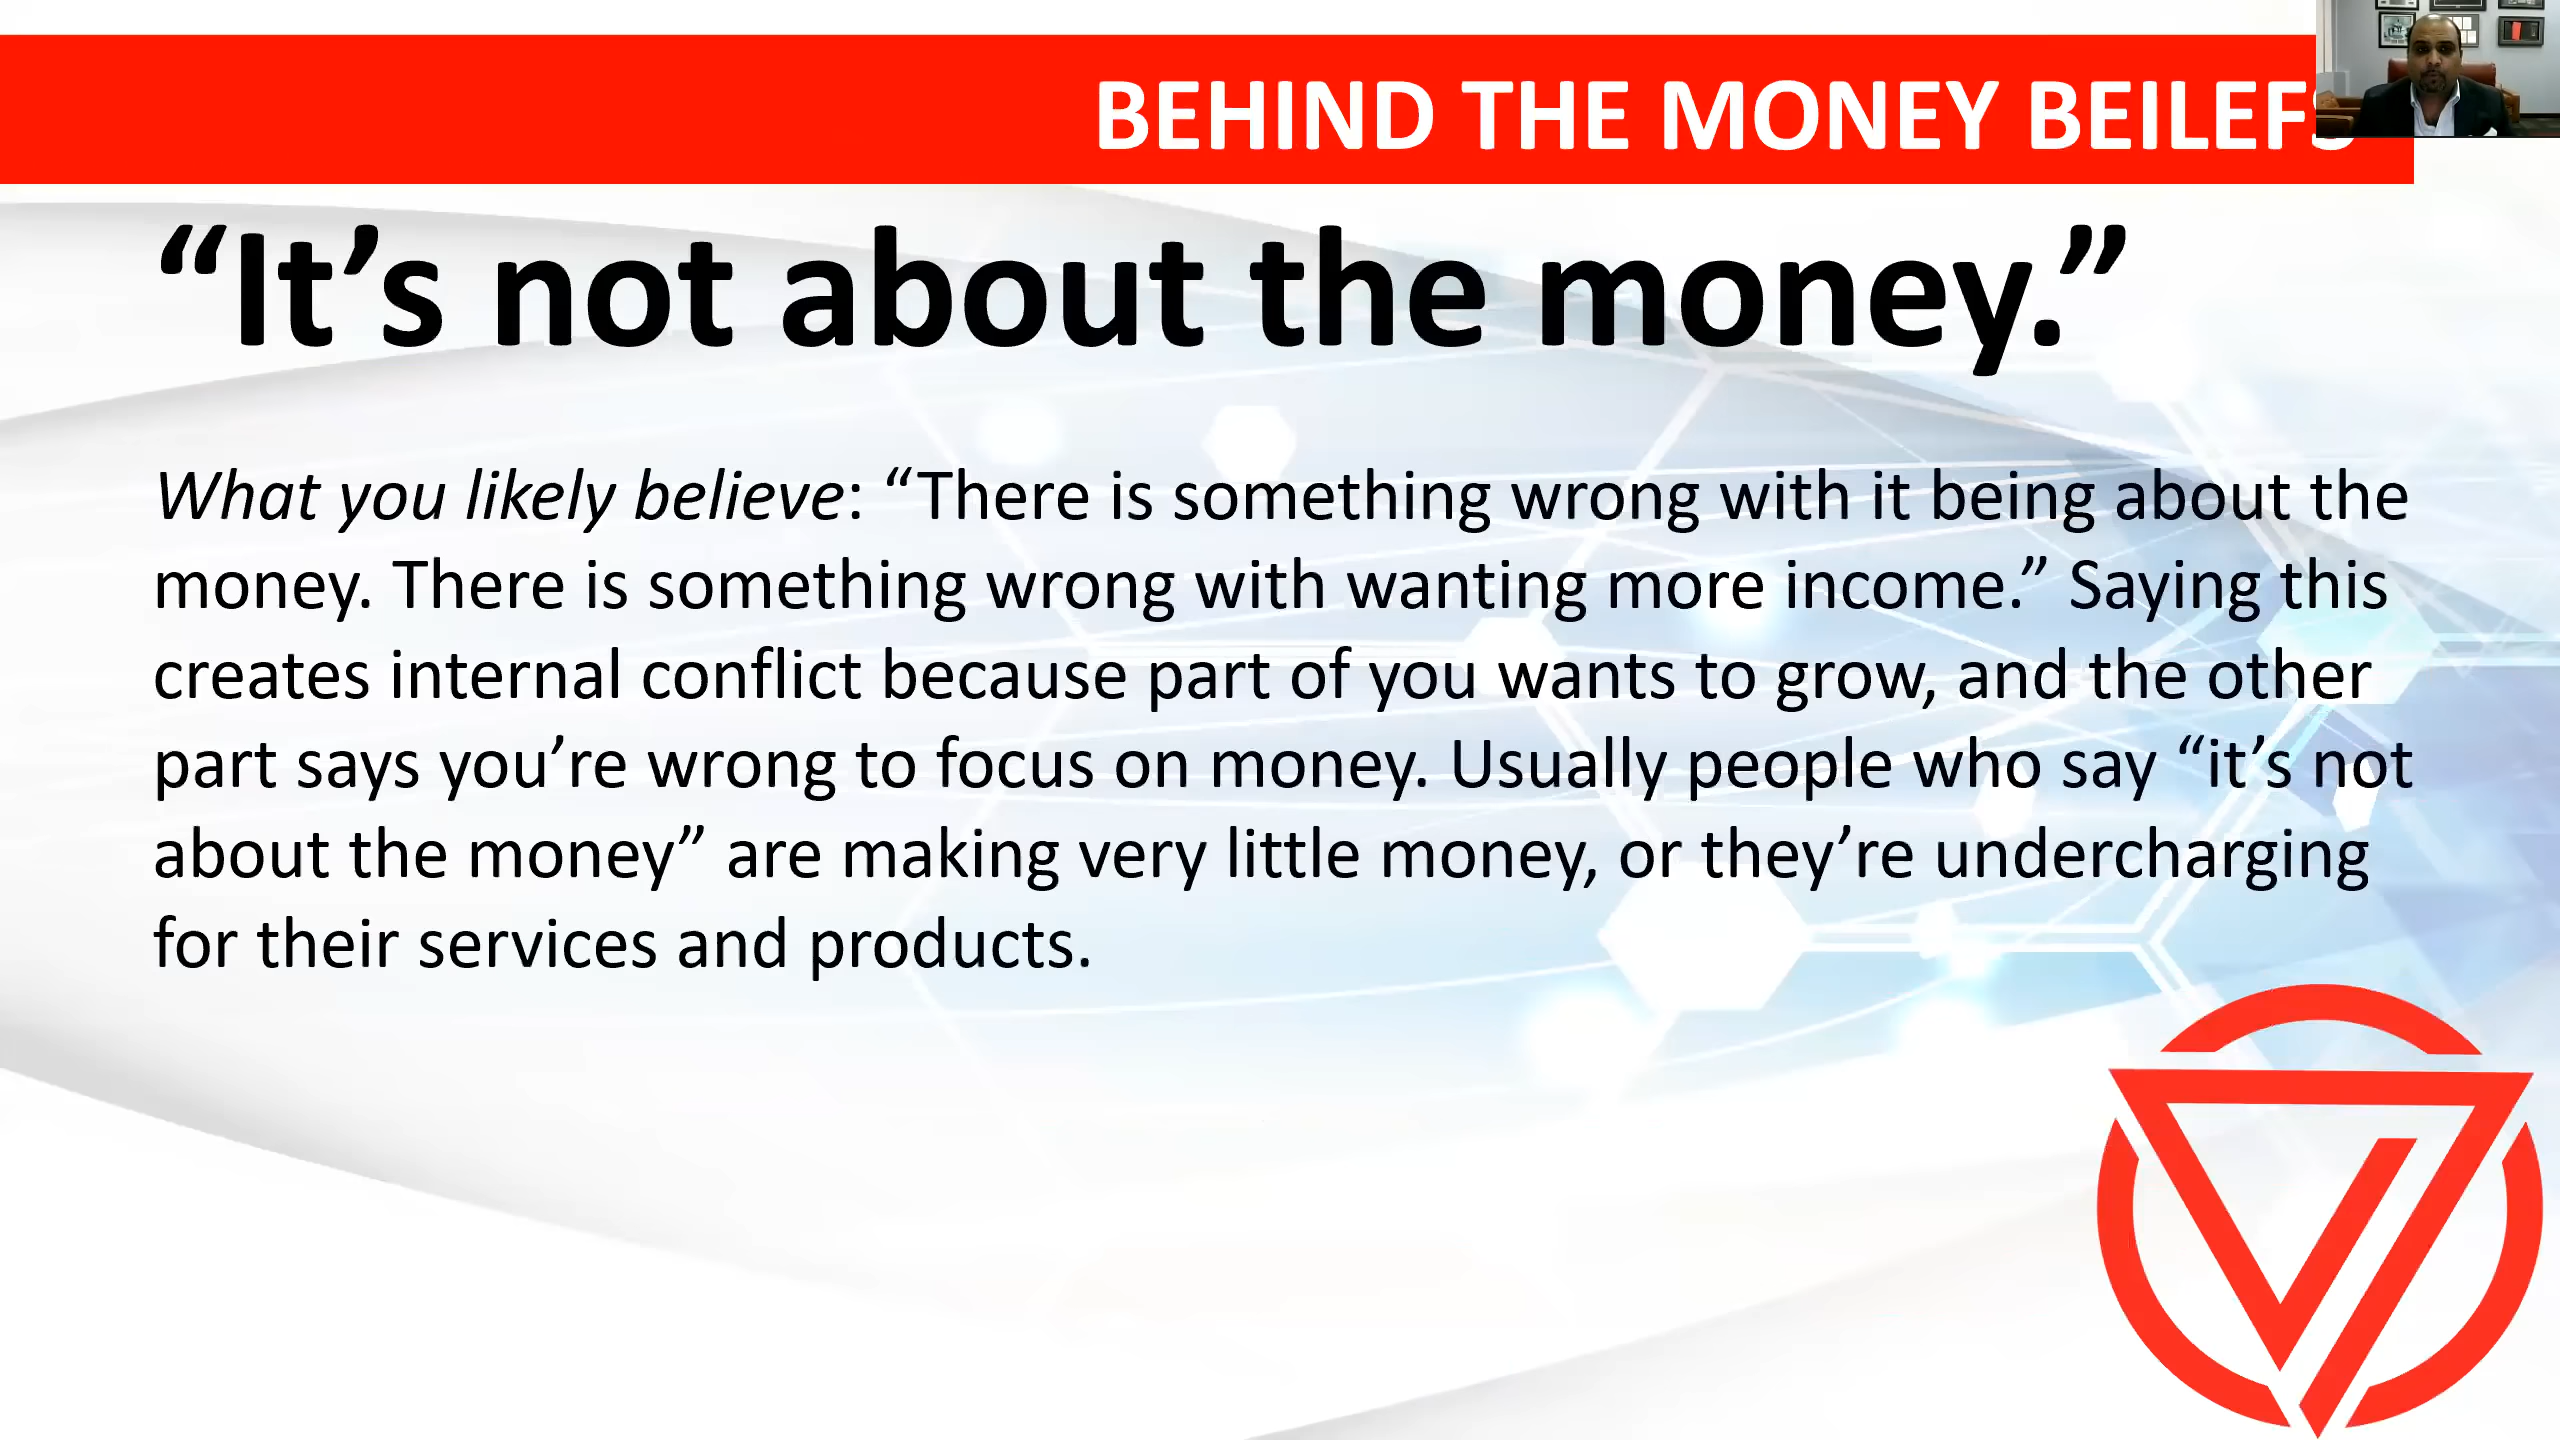 BEHIND THE MONEY BEILEFS
“It’s not about the money.”
What you likely believe: “There is something wrong with it being about the
money. There is something wrong with wanting more income.” Saying this
creates internal conflict because part of you wants to grow, and the other
part says you’re wrong to focus on money. Usually people who say “it’s not
about the money” are making very little money, or they’re undercharging
for their services and products.